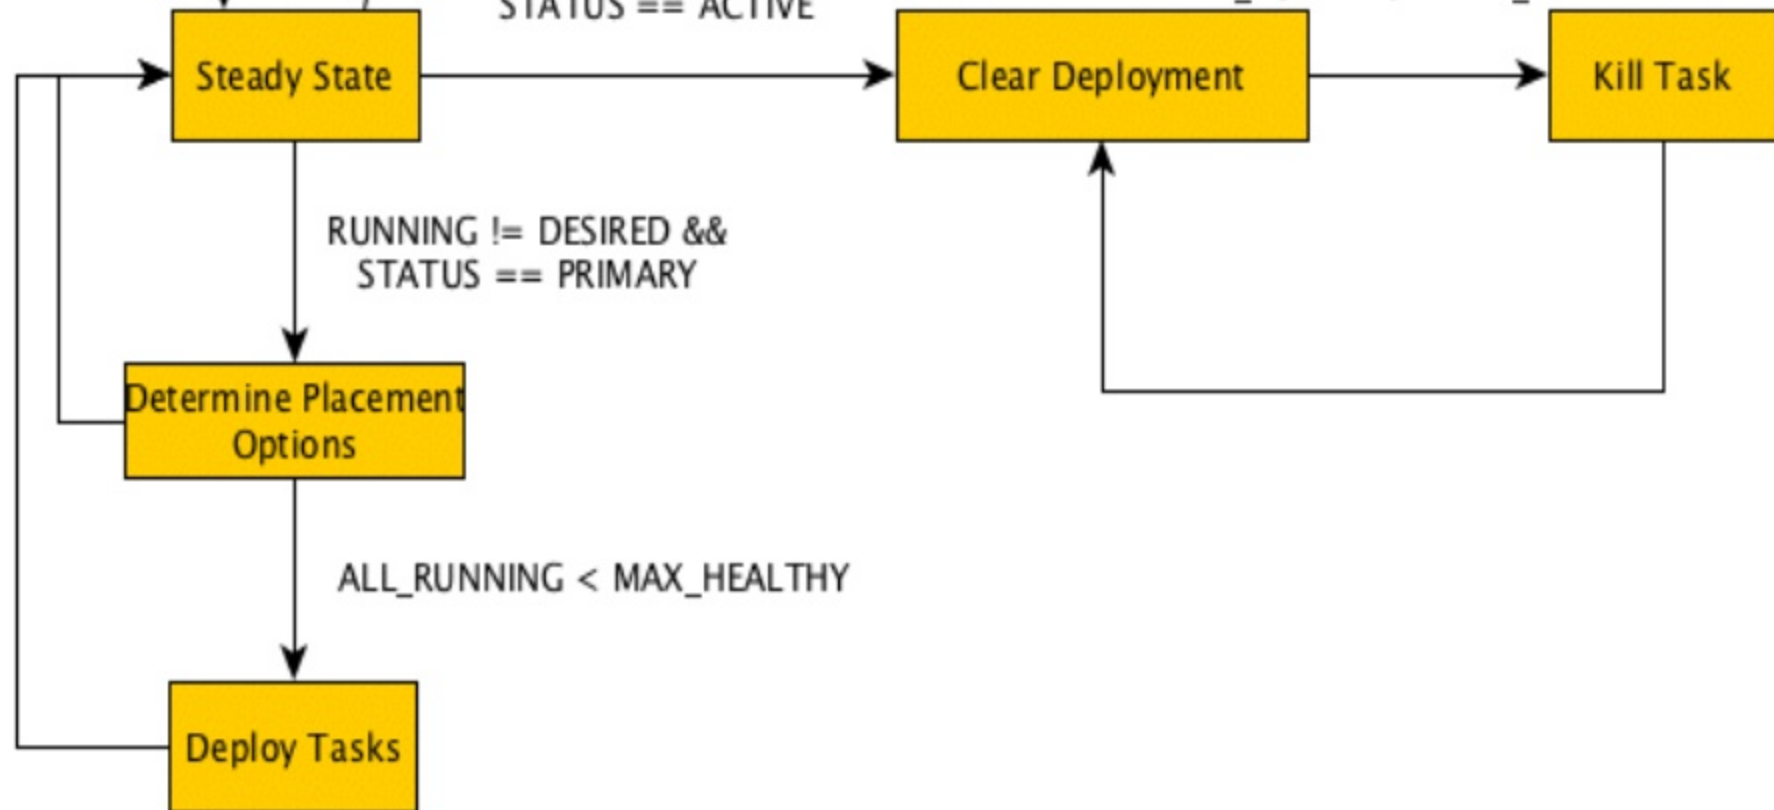 STATUS == ACTIVE
Steady State
Clear Deployment
Kill Task
RUNNING != DESIRED &&
STATUS == PRIMARY
Determine Placement
Options
ALL_RUNNING < MAX_HEALTHY
Deploy Tasks